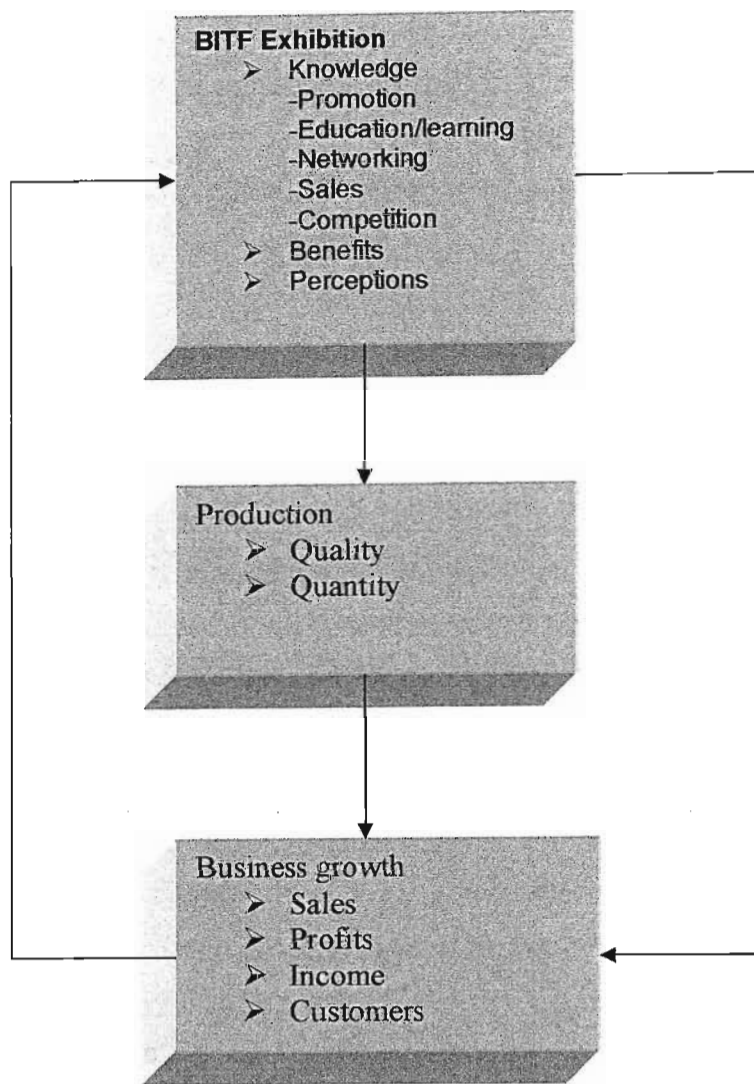 BITF Exhibition
➢ Knowledge
-Promotion
-Education/learning
-Networking
-Sales
-Competition
➢ Benefits
➢ Perceptions
Production
➢ Quality
➢ Quantity
Business growth
➢ Sales
➢ Profits
➢ Income
➢ Customers